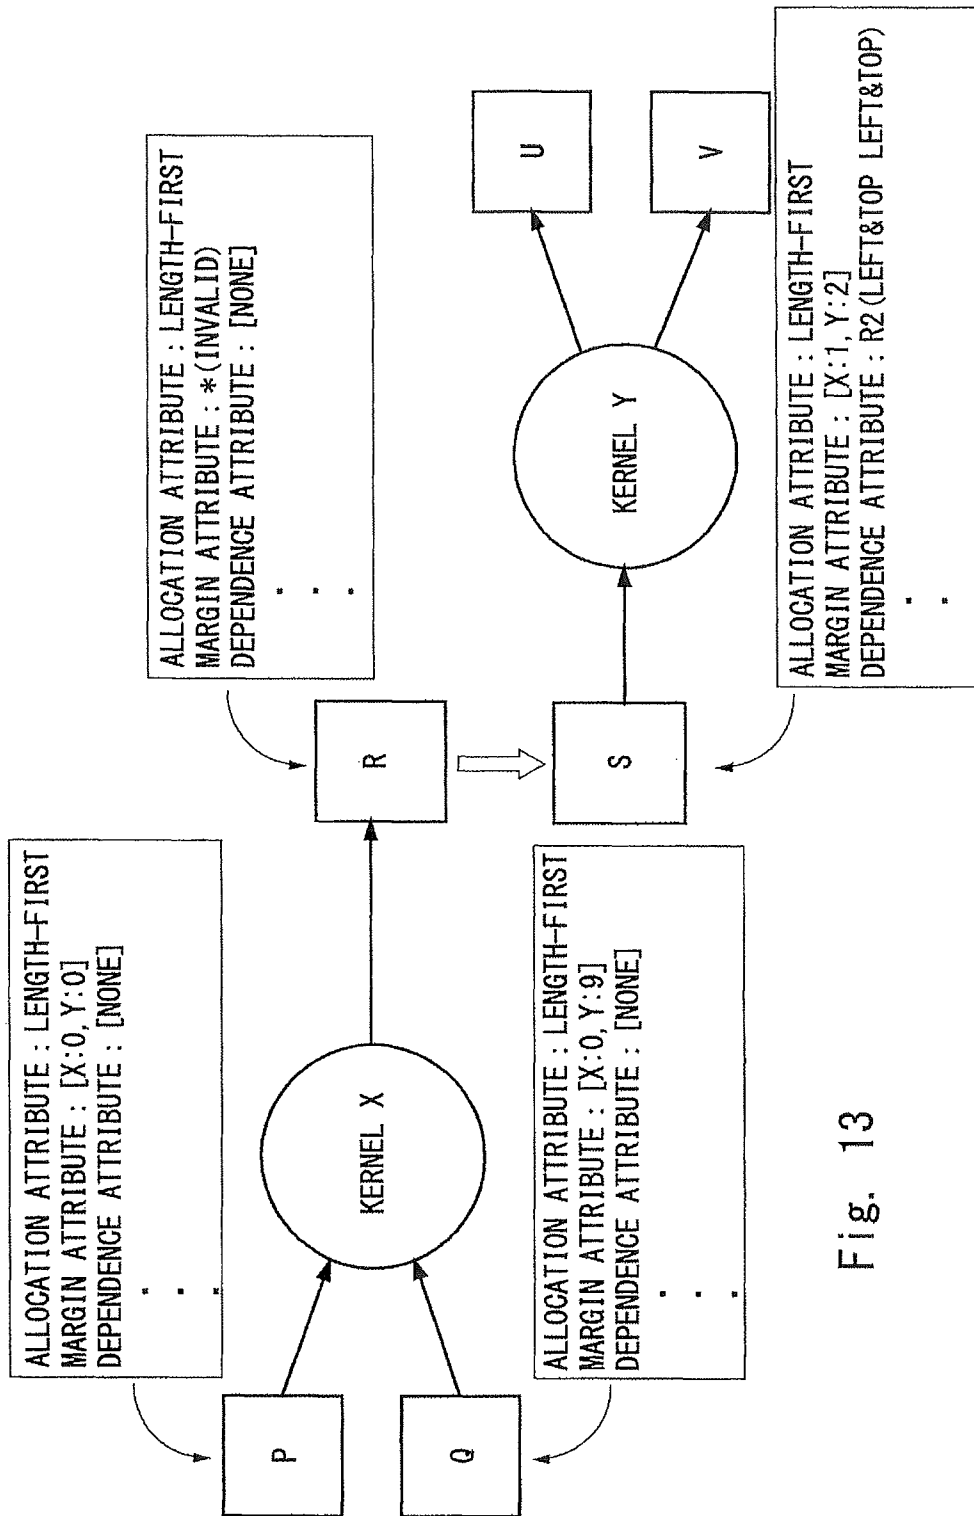 ALLOCATION ATTRIBUTE : LENGTH-FIRST
MARGIN ATTRIBUTE : [X:0, Y:0]
DEPENDENCE ATTRIBUTE : [NONE]
P
Q
KERNEL X
ALLOCATION ATTRIBUTE : LENGTH-FIRST
MARGIN ATTRIBUTE : [X:0, Y:9]
DEPENDENCE ATTRIBUTE : [NONE]
ALLOCATION ATTRIBUTE : LENGTH-FIRST
MARGIN ATTRIBUTE : *(INVALID)
DEPENDENCE ATTRIBUTE : [NONE]
R
S
KERNEL Y
U
V
ALLOCATION ATTRIBUTE : LENGTH-FIRST
MARGIN ATTRIBUTE : [X:1, Y:2]
DEPENDENCE ATTRIBUTE : R2(LEFT&TOP LEFT&TOP)
Fig. 13